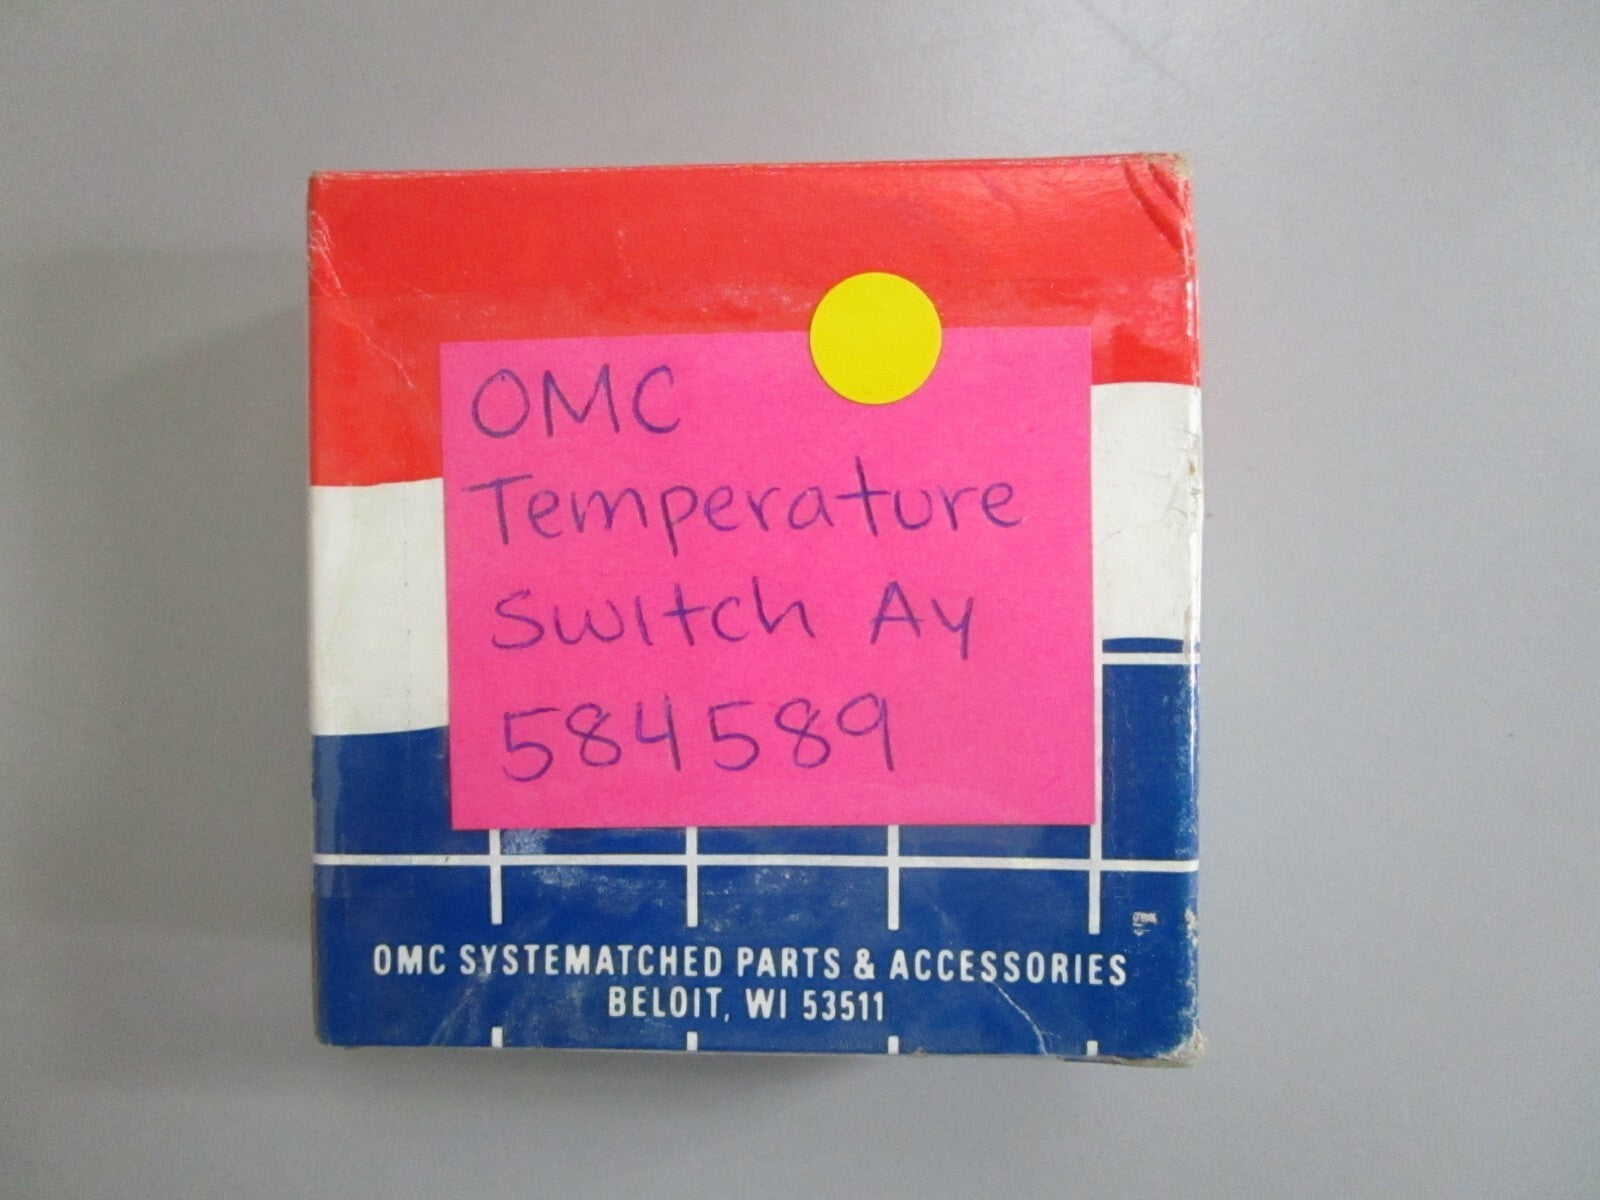 OMC
Temperature
Switch Ay
584589
OMC SYSTEMATCHED PARTS & ACCESSORIES
BELOIT, WI 53511